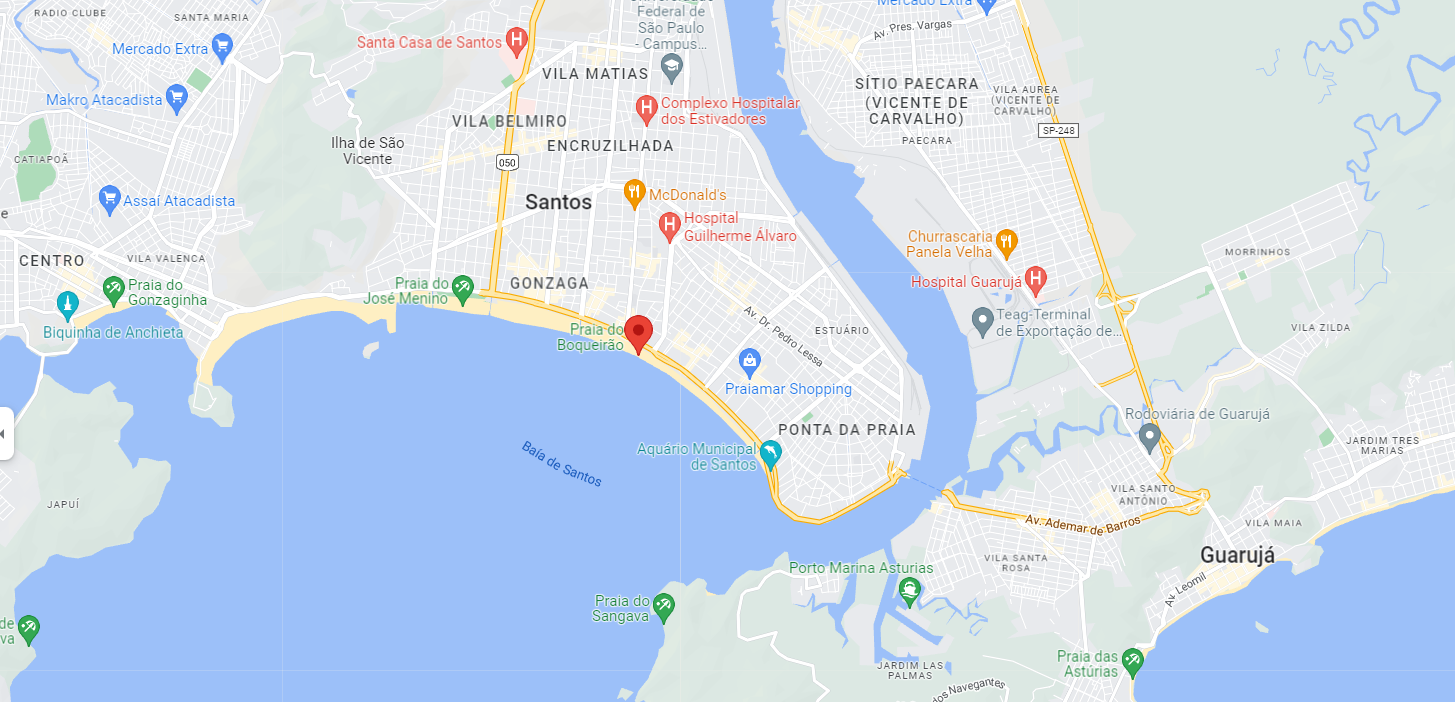 RADIO CLUBE
SANTA MARIA
Mercado Extra
Santa Casa de Santos
Federal de
São Paulo
- Campus...
Mercado Extra
Av. Pres. Vargas
VILA MATIAS
Makro Atacadista
Complexo Hospitalar
dos Estivadores
SÍTIO PAECARA
(VICENTE DE
CARVALHO)
VILA AUREA
(VICENTE DE
CARVALHO)
SP-248
PAECARA
VILA BELMIRO
ENCRUZILHADA
Ilha de São
Vicente
050
CATIAPOÃ
Assaí Atacadista
Santos
McDonald's
Hospital
Guilherme Álvaro
Churrascaria
Panela Velha
MORRINHOS
CENTRO
VILA VALENCA
Praia do
Gonzaguinha
Praia do
José Menino
GONZAGA
Hospital Guarujá
Biquinha de Anchieta
Praia do
Boqueirão
Av. Dr. Pedro Lessa
ESTUÁRIO
Teag-Terminal
de Exportação de...
VILA ZILDA
Praiamar Shopping
Rodoviária de Guarujá
PONTA DA PRAIA
JARDIM TRES
MARIAS
Aquário Municipal
de Santos
Baía de Santos
JAPUÍ
VILA SANTO
ANTÔNIO
Av. Ademar de Barros
VILA MAIA
Guarujá
VILA SANTA
ROSA
Porto Marina Asturias
Av. Leomil
Praia do
Sangava
de
va
Praia das
Astúrias
JARDIM LAS
PALMAS
dos Navegantes